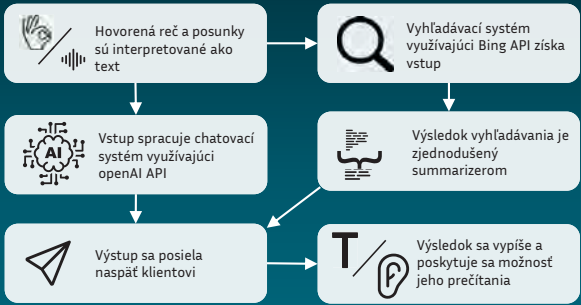 Hovorená reč a posunky
sú interpretované ako
text
Vyhľadávací systém
využívajúci Bing API získa
vstup
AI
Vstup spracuje chatovací
systém využívajúci
openAI API
Výsledok vyhľadávania je
zjednodušený
summarizerom
Výstup sa posiela
naspäť klientovi
T
Výsledok sa vypíše a
poskytuje sa možnosť
jeho prečítania